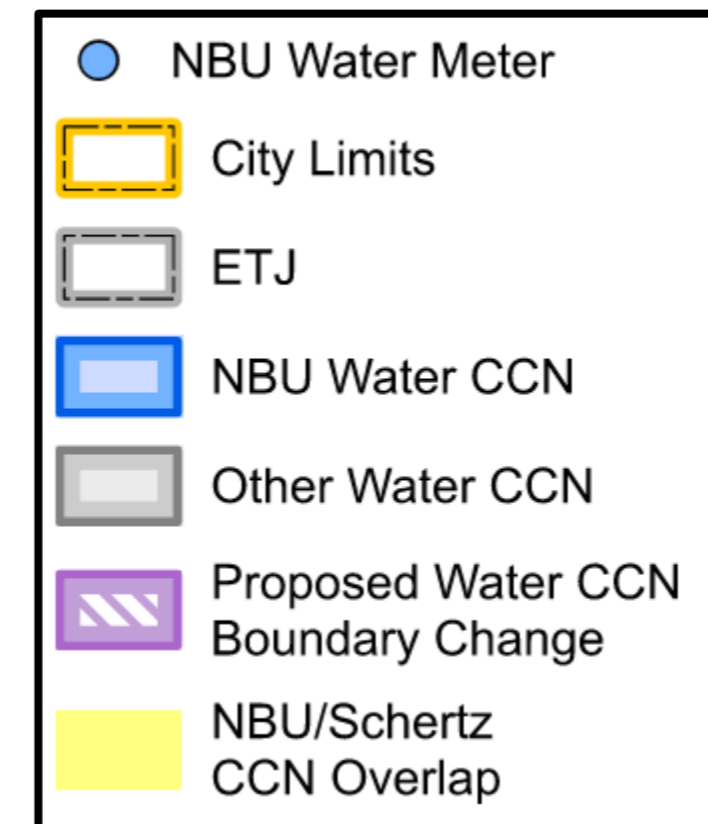 NBU Water Meter
City Limits
ETJ
NBU Water CCN
Other Water CCN
Proposed Water CCN
Boundary Change
NBU/Schertz
CCN Overlap